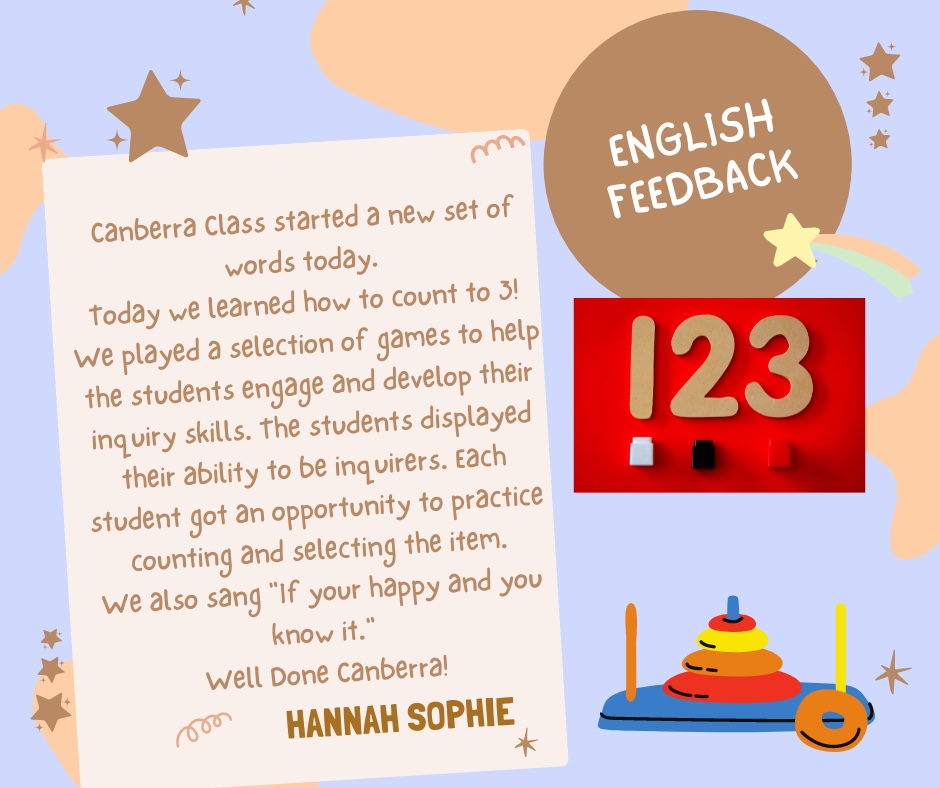 ENGLISH
FEEDBACK
Canberra Class started a new set of
words today.
Today we learned how to count to 3!
We played a selection of games to help
the students engage and develop their
inquiry skills. The students displayed
their ability to be inquirers. Each
student got an opportunity to practice
counting and selecting the item.
We also sang "If your happy and you
know it."
Well Done Canberra!
HANNAH SOPHIE
123